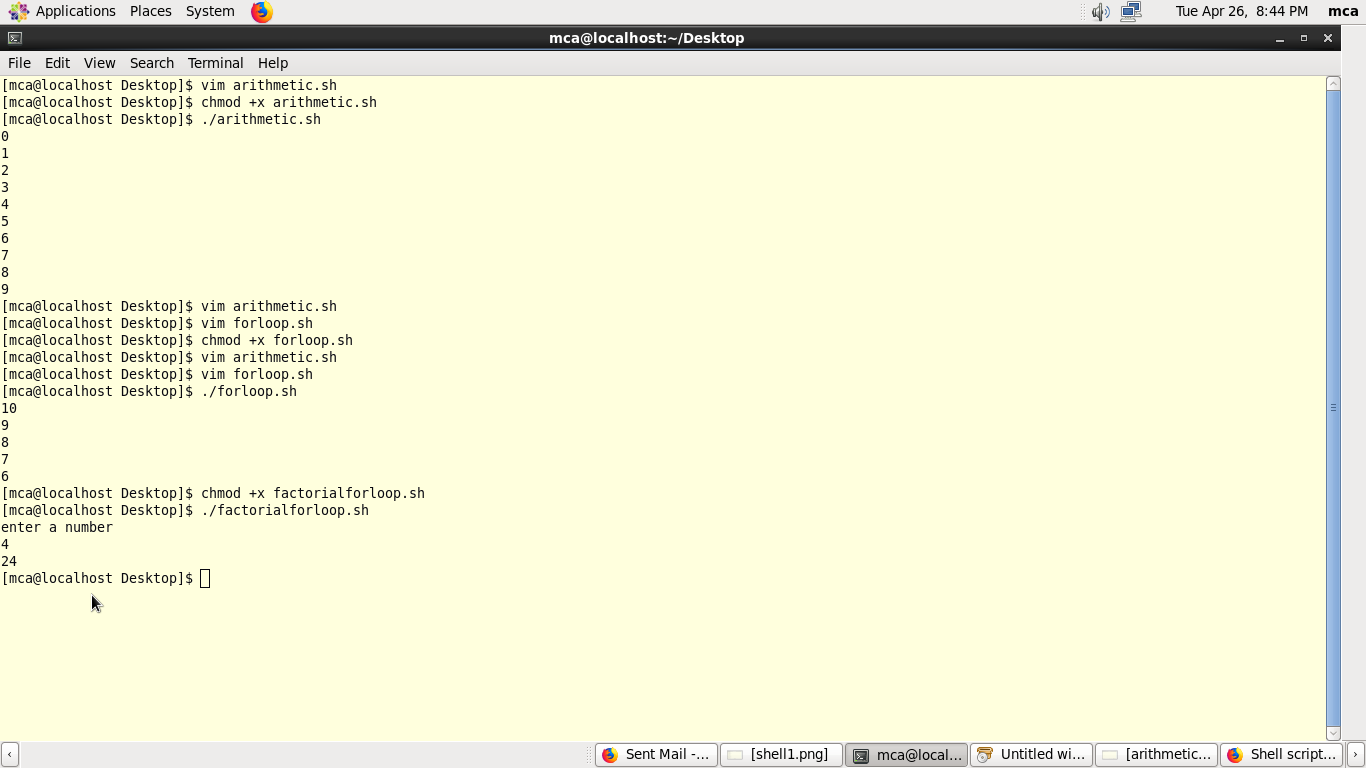 Applications Places System Tue Apr 26, 8:44 PM mca
mca@localhost:~/Desktop
File Edit View Search Terminal Help
[mca@localhost Desktop]$ vim arithmetic.sh
[mca@localhost Desktop]$ chmod +x arithmetic.sh
[mca@localhost Desktop]$ ./arithmetic.sh
0
1
2
3
4
5
6
7
8
9
[mca@localhost Desktop]$ vim arithmetic.sh
[mca@localhost Desktop]$ vim forloop.sh
[mca@localhost Desktop]$ chmod +x forloop.sh
[mca@localhost Desktop]$ vim arithmetic.sh
[mca@localhost Desktop]$ vim forloop.sh
[mca@localhost Desktop]$ ./forloop.sh
10
9
8
7
6
[mca@localhost Desktop]$ chmod +x factorialforloop.sh
[mca@localhost Desktop]$ ./factorialforloop.sh
enter a number
4
24
[mca@localhost Desktop]$
Sent Mail -... [shell1.png] mca@local... Untitled wi... [arithmetic... Shell script...